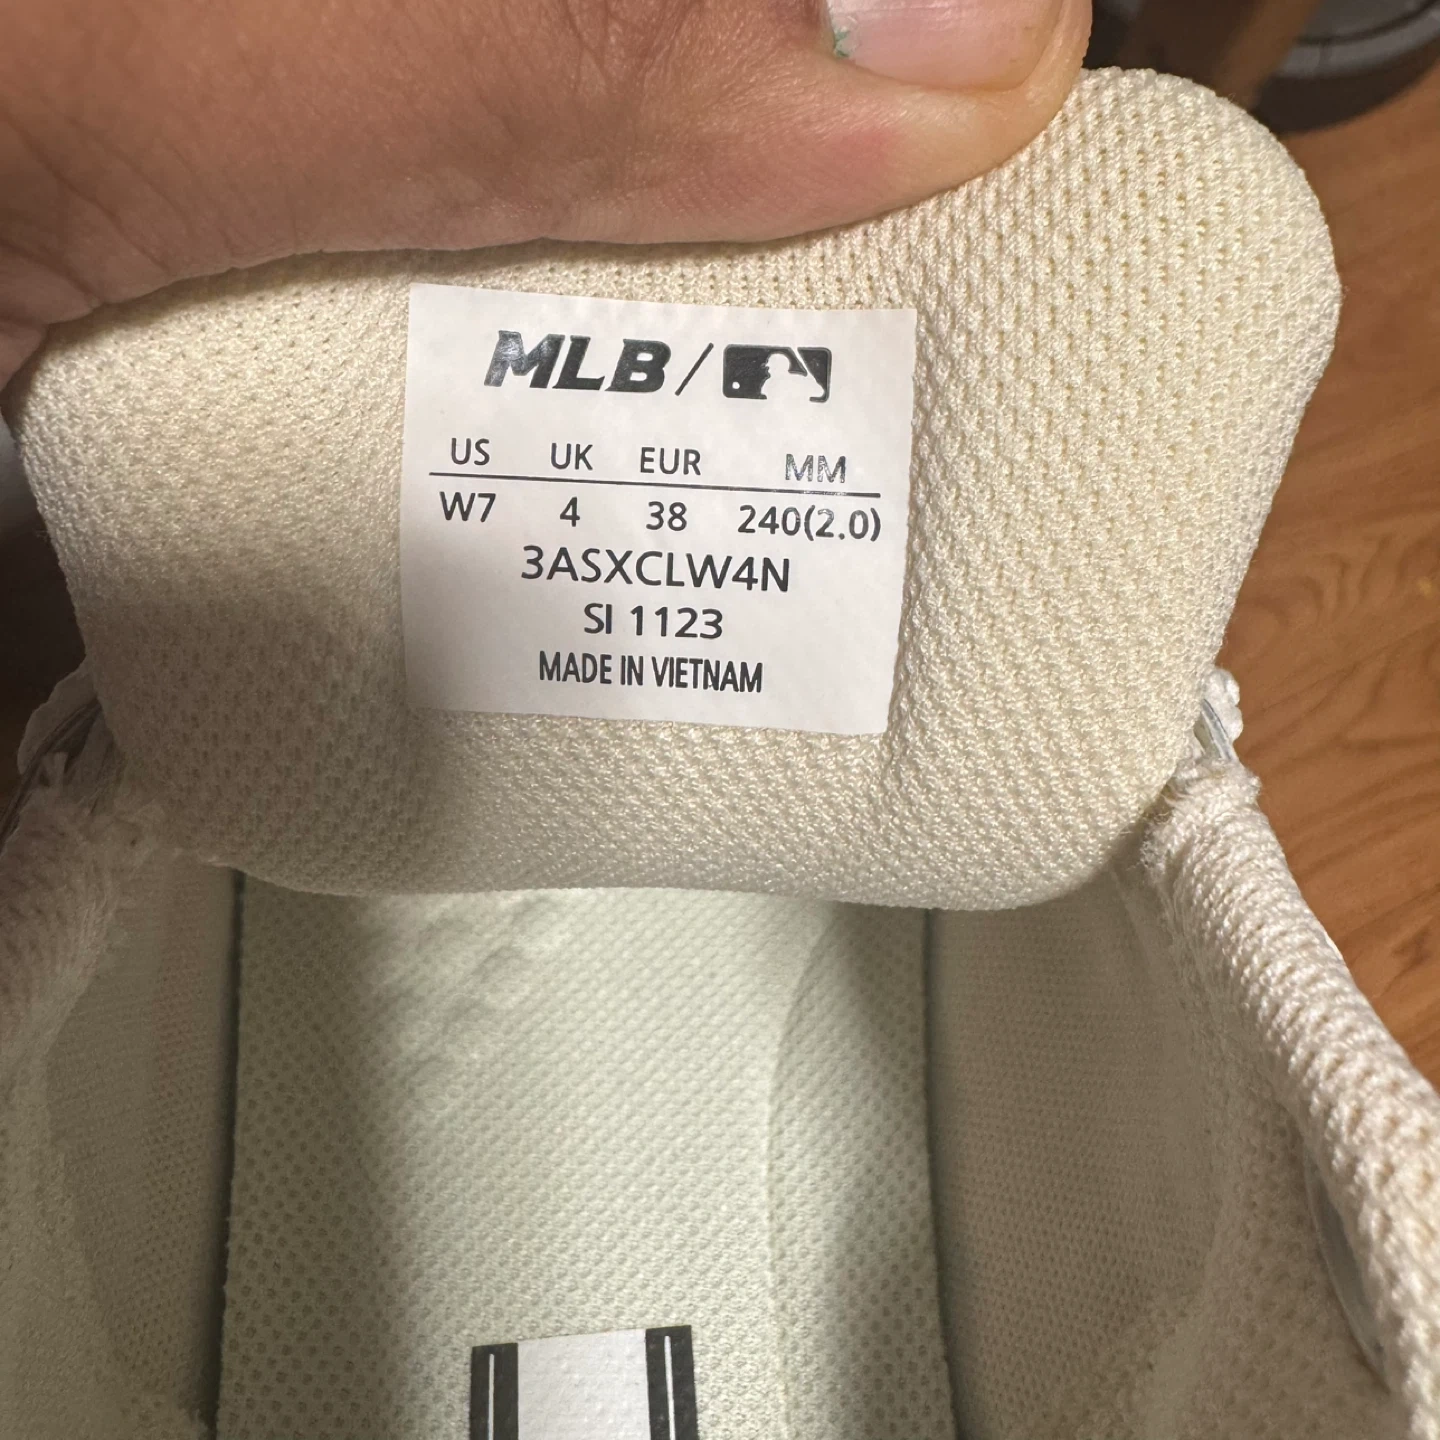 MLB/
US UK EUR MM
W7 4 38 240(2.0)
3ASXCLW4N
SI 1123
MADE IN VIETNAM